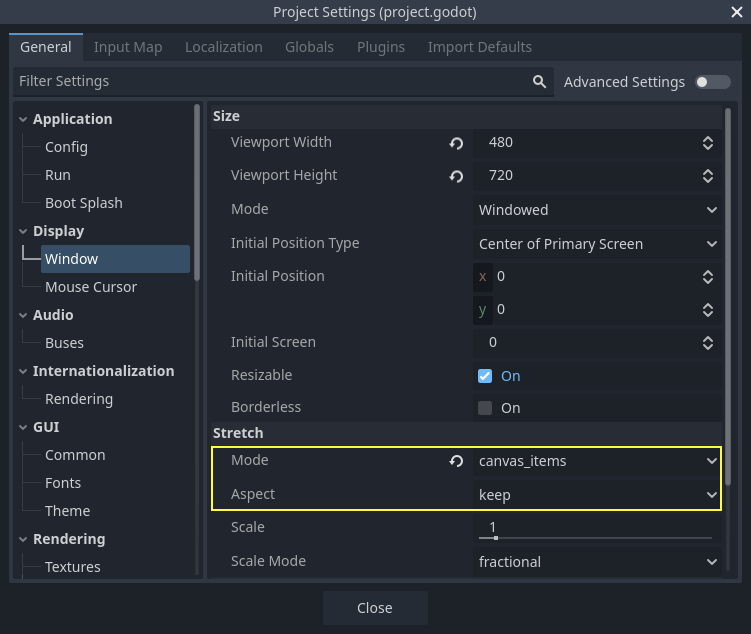 Project Settings (project.godot)
General Input Map Localization Globals Plugins Import Defaults
Filter Settings Advanced Settings
Application
Config
Run
Boot Splash
Display
Window
Mouse Cursor
Audio
Buses
Internationalization
Rendering
GUI
Common
Fonts
Theme
Rendering
Textures
Size
Viewport Width 480
Viewport Height 720
Mode Windowed
Initial Position Type Center of Primary Screen
Initial Position x 0
y 0
Initial Screen 0
Resizable On
Borderless On
Stretch
Mode canvas_items
Aspect keep
Scale 1
Scale Mode fractional
Close